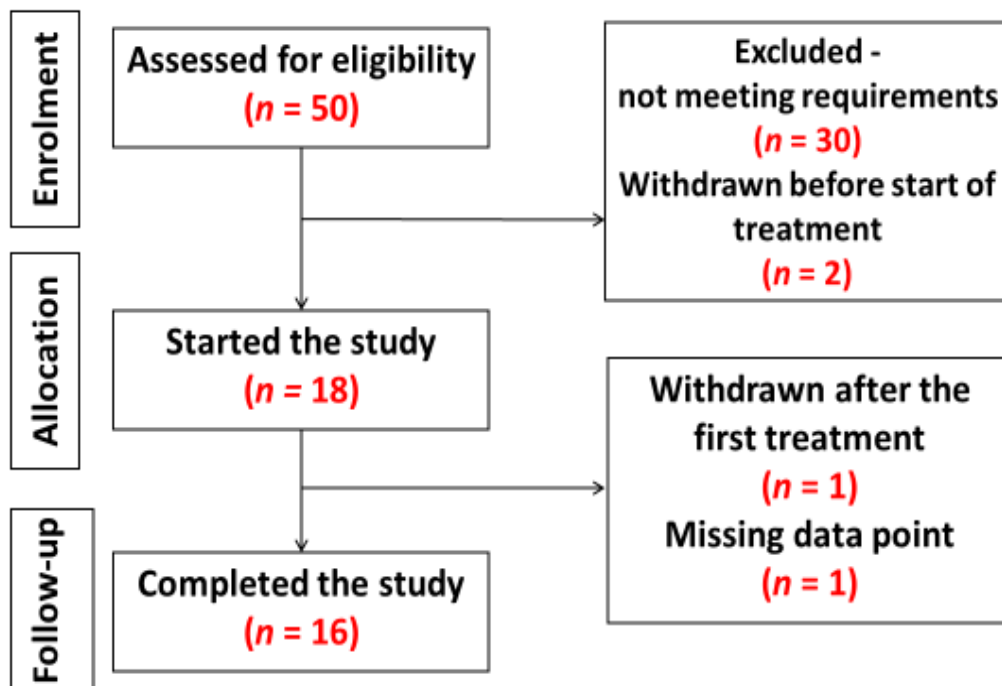 Enrolment
Assessed for eligibility
(n = 50)
Excluded -
not meeting requirements
(n = 30)
Withdrawn before start of
treatment
(n = 2)
Allocation
Started the study
(n = 18)
Withdrawn after the
first treatment
(n = 1)
Missing data point
(n = 1)
Follow-up
Completed the study
(n = 16)